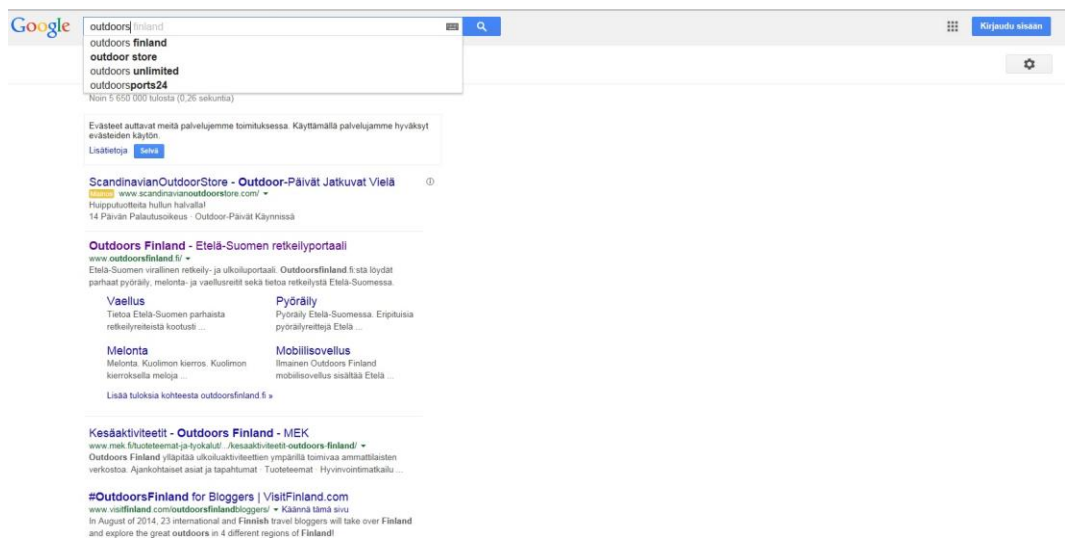 Google outdoors finland Kirjaudu sisään
outdoors finland
outdoor store
outdoors unlimited
outdoorsports24
Noin 5 650 000 tulosta (0,26 sekuntia)
Evästeet auttavat meitä palvelujemme toimituksessa. Käyttämällä palvelujamme hyväksyt
evästeiden käytön.
Lisätietoja Selvä
ScandinavianOutdoorStore - Outdoor-Päivät Jatkuvat Vielä
www.scandinavianoutdoorstore.com/
Huipputuotteita hullun halvalla!
14 Päivän Palautusoikeus · Outdoor-Päivät Käynnissä
Outdoors Finland - Etelä-Suomen retkeilyportaali
www.outdoorsfinland.fi/
Etelä-Suomen virallinen retkeily- ja ulkoiluportaali. Outdoorsfinland.fi:stä löydät
parhaat pyöräily, melonta- ja vaellusreitit sekä tietoa retkeilystä Etelä-Suomessa.
Vaellus
Tietoa Etelä-Suomen parhaista
retkeilyreiteistä kootusti ...
Pyöräily
Pyöräily Etelä-Suomessa. Eripituisia
pyöräilyreittejä Etelä ...
Melonta
Melonta. Kuolimon kierros. Kuolimon
kierroksella meloja ...
Mobiilisovellus
Ilmainen Outdoors Finland
mobiilisovellus sisältää Etelä ...
Lisää tuloksia kohteesta outdoorsfinland.fi »
Kesäaktiviteetit - Outdoors Finland - MEK
www.mek.fi/tuoteteemat-ja-tyokalut/.../kesaaktiviteetit-outdoors-finland/
Outdoors Finland ylläpitää ulkoiluaktiviteettien ympärillä toimivaa ammattilaisten
verkostoa. Ajankohtaiset asiat ja tapahtumat · Tuoteteemat · Hyvinvointimatkailu ...
#OutdoorsFinland for Bloggers | VisitFinland.com
www.visitfinland.com/outdoorsfinlandbloggers/ Käännä tämä sivu
In August of 2014, 23 international and Finnish travel bloggers will take over Finland
and explore the great outdoors in 4 different regions of Finland!